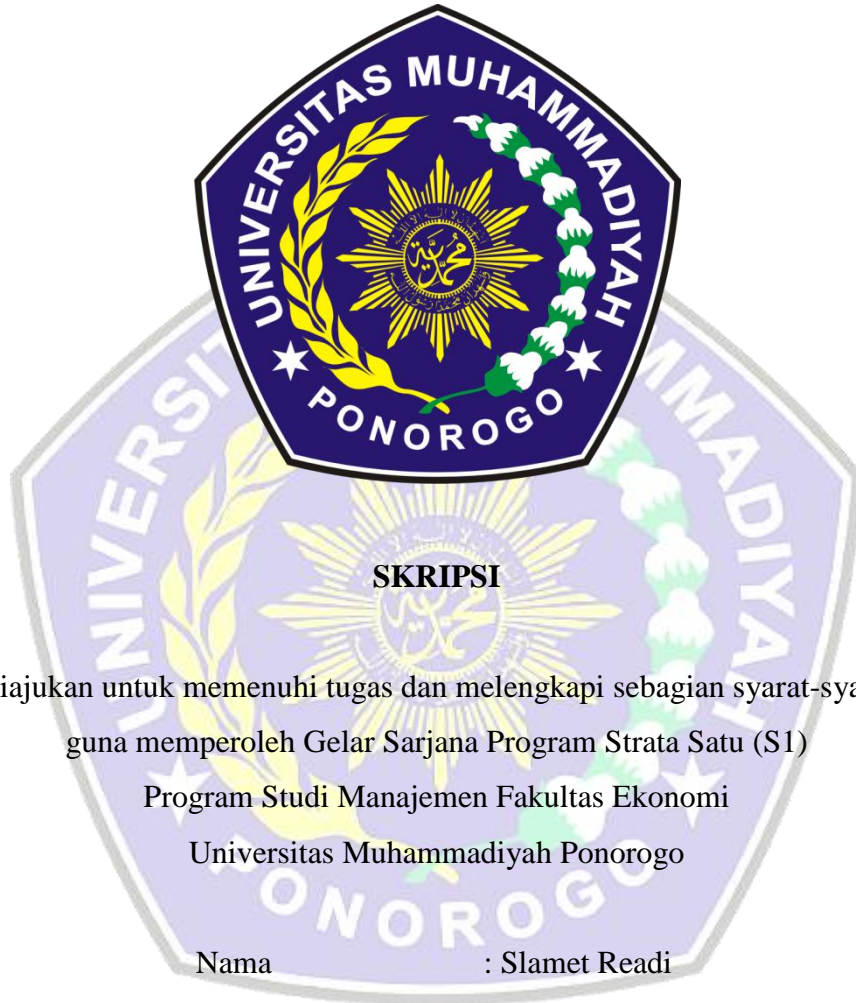 UNIVERSITAS MUHAMMADIYAH
PONOROGO
محمد
SKRIPSI
iajukan untuk memenuhi tugas dan melengkapi sebagian syarat-sya
guna memperoleh Gelar Sarjana Program Strata Satu (S1)
Program Studi Manajemen Fakultas Ekonomi
Universitas Muhammadiyah Ponorogo
Nama : Slamet Readi